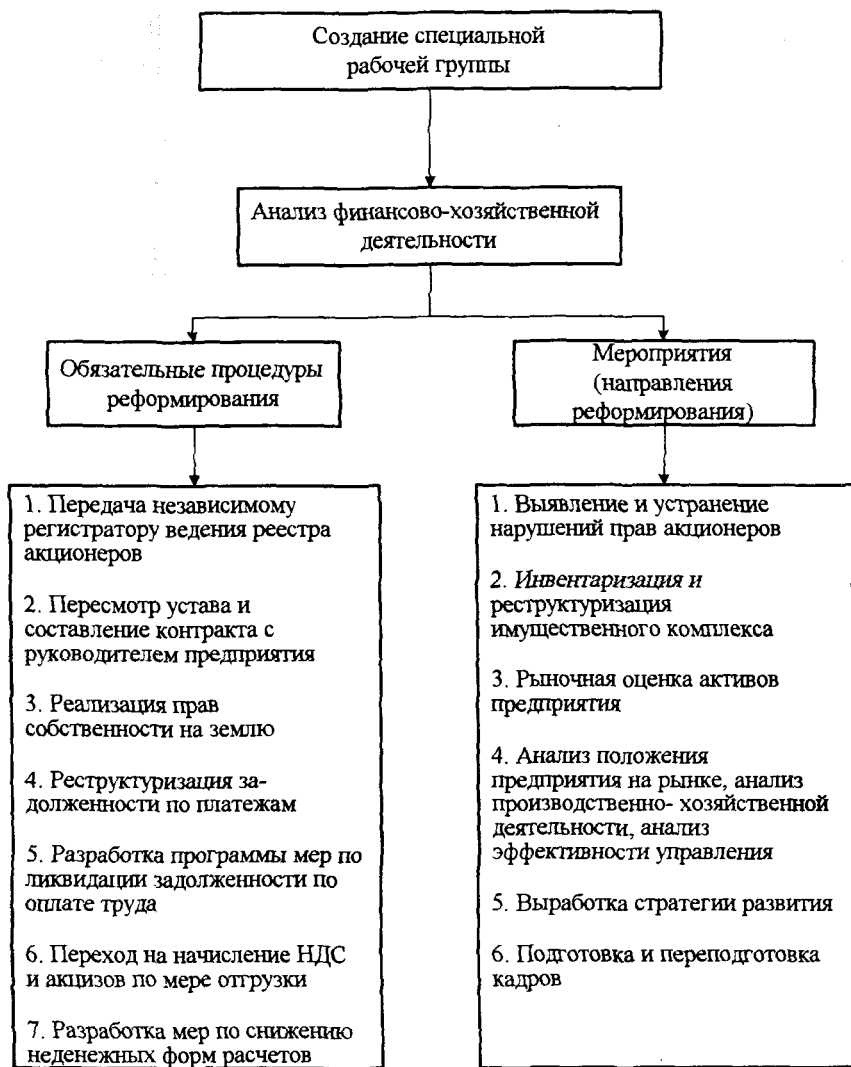 Создание специальной
рабочей группы
Анализ финансово-хозяйственной
деятельности
Обязательные процедуры
реформирования
Мероприятия
(направления
реформирования)
1. Передача независимому
регистратору ведения реестра
акционеров
2. Пересмотр устава и
составление контракта с
руководителем предприятия
3. Реализация прав
собственности на землю
4. Реструктуризация за-
долженности по платежам
5. Разработка программы мер по
ликвидации задолженности по
оплате труда
6. Переход на начисление НДС
и акцизов по мере отгрузки
7. Разработка мер по снижению
неденежных форм расчетов
1. Выявление и устранение
нарушений прав акционеров
2. Инвентаризация и
реструктуризация
имущественного комплекса
3. Рыночная оценка активов
предприятия
4. Анализ положения
предприятия на рынке, анализ
производственно- хозяйственной
деятельности, анализ
эффективности управления
5. Выработка стратегии развития
6. Подготовка и переподготовка
кадров